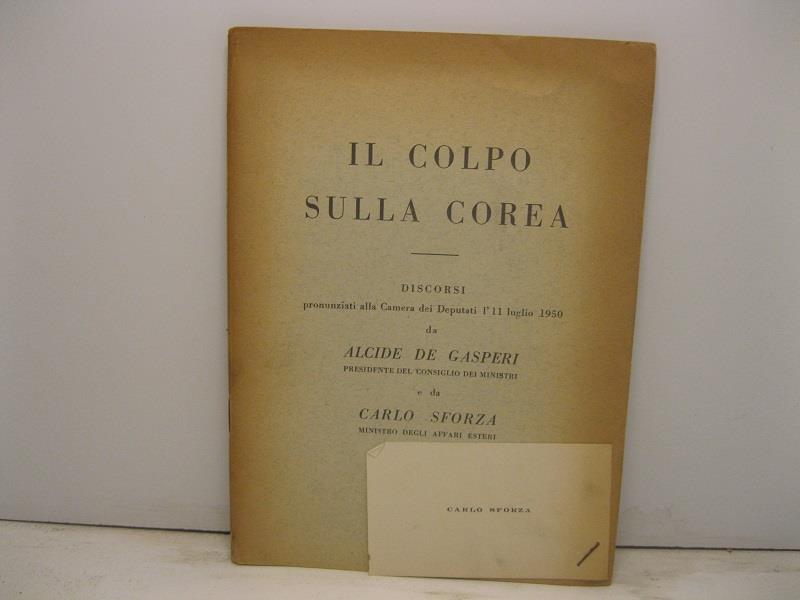 IL COLPO
SULLA COREA
DISCORSI
pronunziati alla Camera dei Deputati l'11 luglio 1950
da
ALCIDE DE GASPERI
PRESIDENTE DEL CONSIGLIO DEI MINISTRI
e da
CARLO SFORZA
MINISTRO DEGLI AFFARI ESTERI
CARLO SFORZA